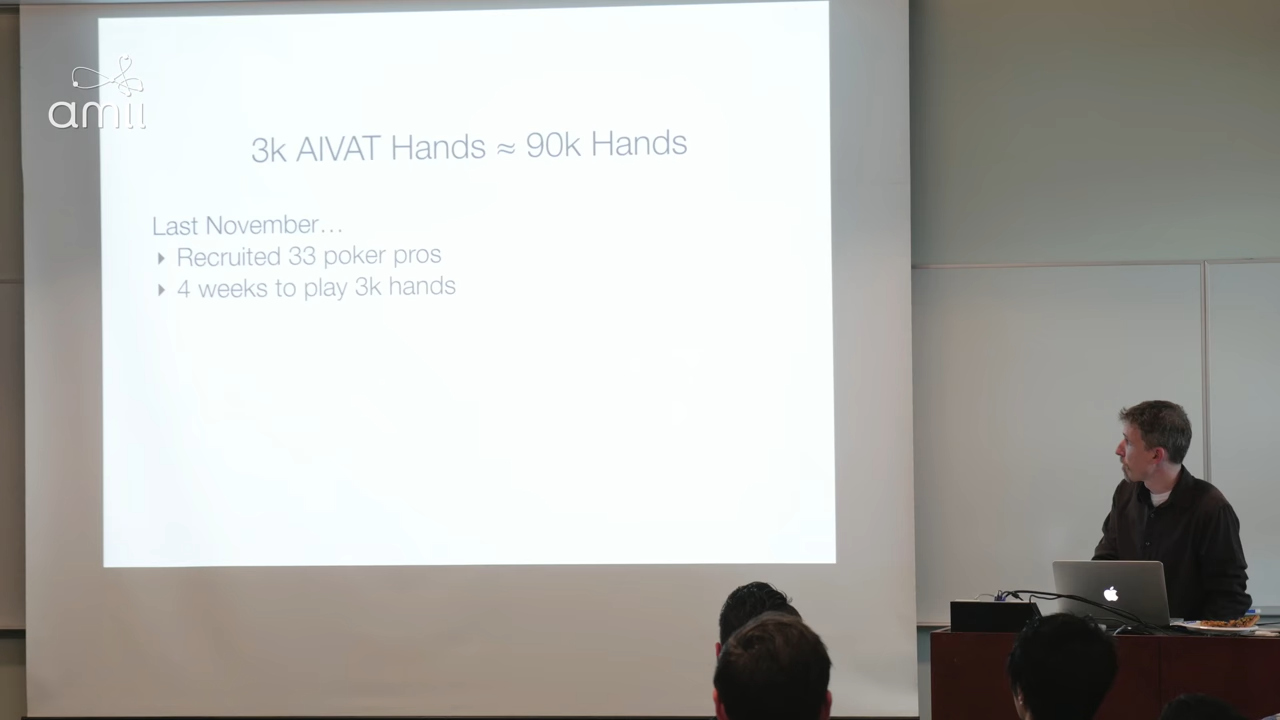 amii
3k AIVAT Hands ≈ 90k Hands
Last November…
Recruited 33 poker pros
4 weeks to play 3k hands